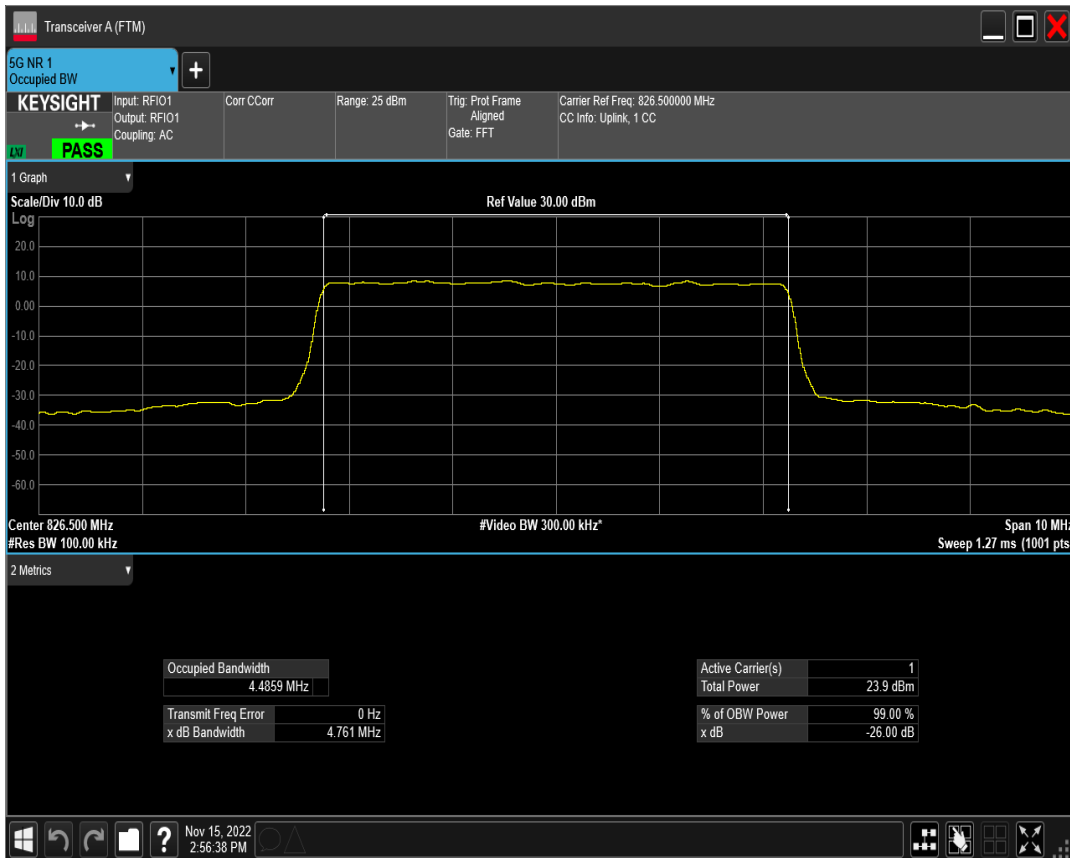 Transceiver A (FTM)
5G NR 1
Occupied BW
+
KEYSIGHT
LXI
PASS
Input: RFIO1
Output: RFIO1
Coupling: AC
Corr CCorr
Range: 25 dBm
Trig: Prot Frame
Aligned
Gate: FFT
Carrier Ref Freq: 826.500000 MHz
CC Info: Uplink, 1 CC
1 Graph
Scale/Div 10.0 dB
Ref Value 30.00 dBm
Log
20.0
10.0
0.00
-10.0
-20.0
-30.0
-40.0
-50.0
-60.0
Center 826.500 MHz
#Video BW 300.00 kHz*
Span 10 MHz
#Res BW 100.00 kHz
Sweep 1.27 ms (1001 pts
2 Metrics
Occupied Bandwidth
4.4859 MHz
Active Carrier(s) 1
Total Power 23.9 dBm
Transmit Freq Error 0 Hz
x dB Bandwidth 4.761 MHz
% of OBW Power 99.00 %
x dB -26.00 dB
?
Nov 15, 2022
2:56:38 PM